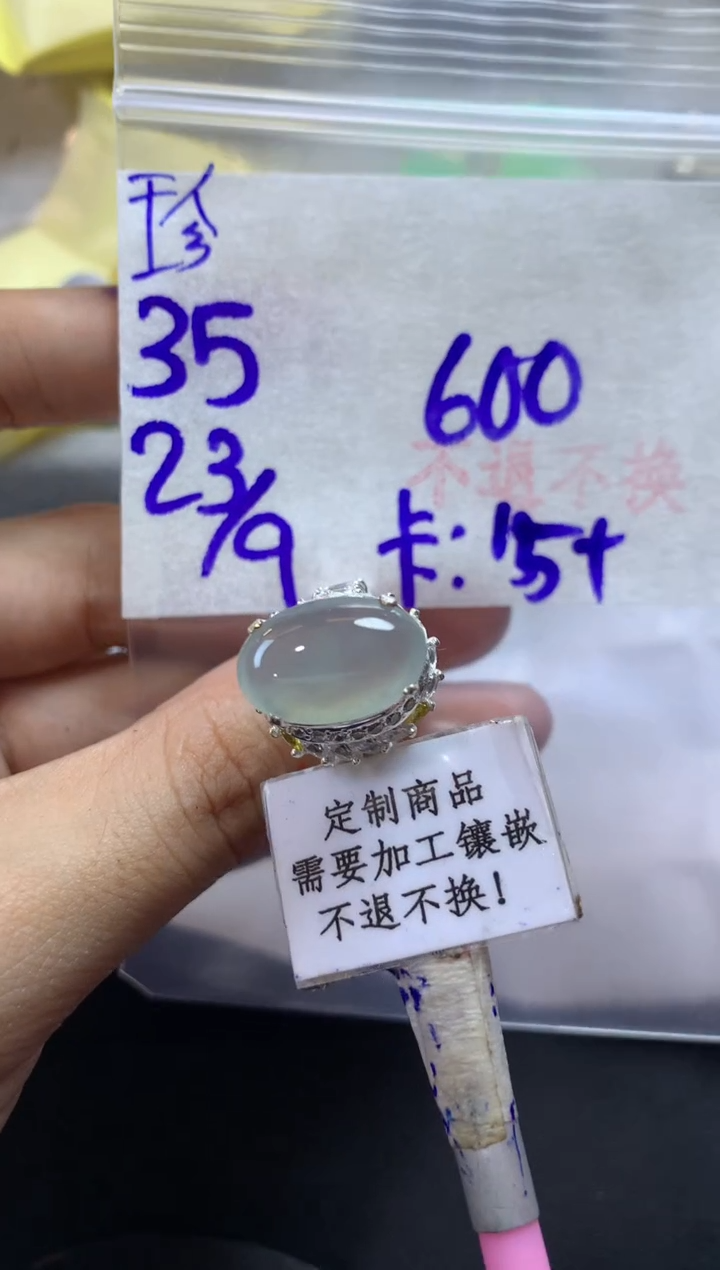 珍
35
600
23/9
不退不换
卡:15+
定制商品
需要加工镶嵌
不退不换!